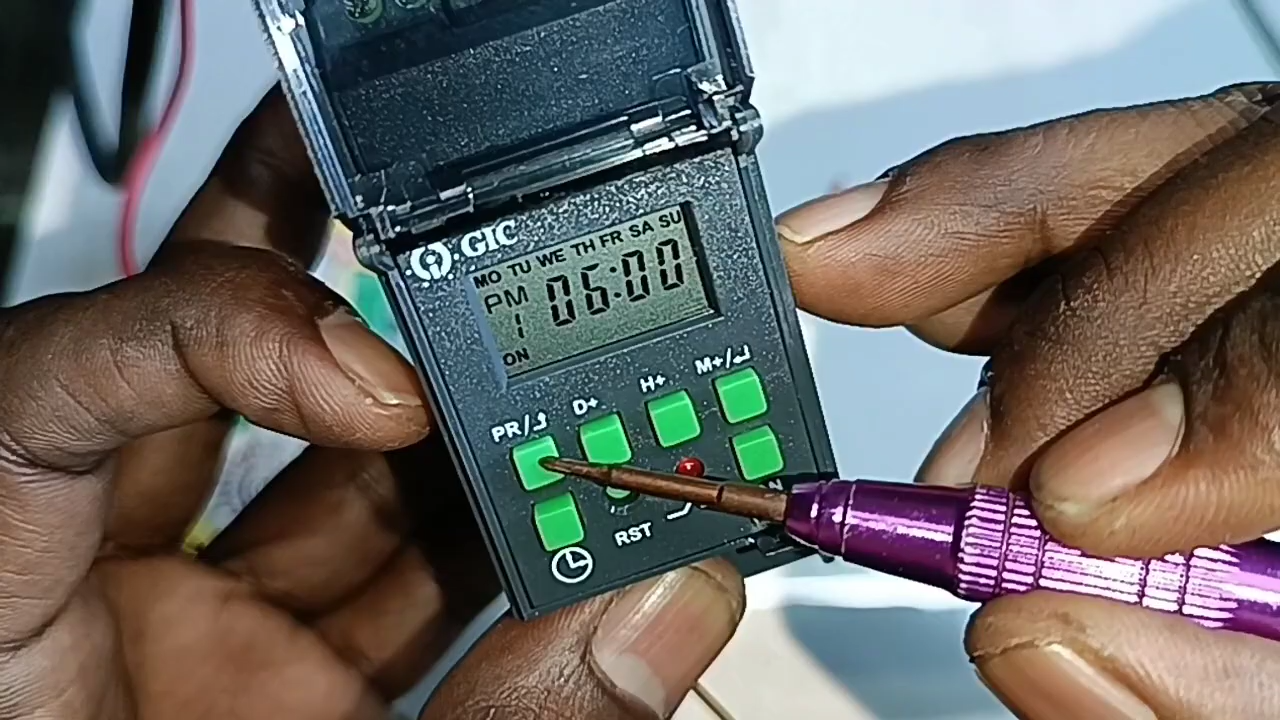 GIC
MO TU WE TH FR SA SU
PM 06:00
1
ON
PR/ D+ H+ M+/
RST